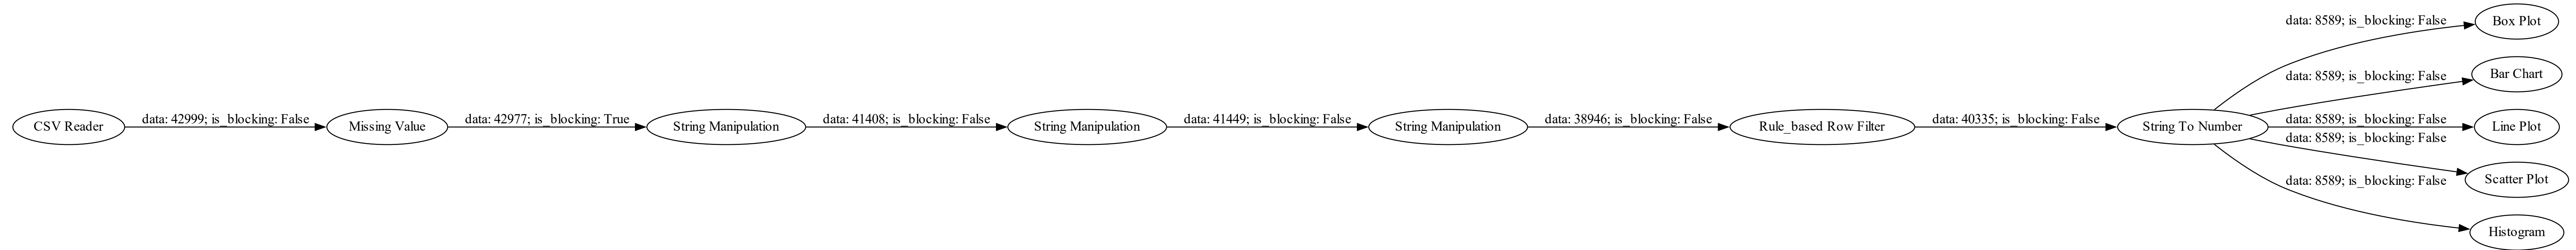 CSV Reader
data: 42999; is_blocking: False
Missing Value
data: 42977; is_blocking: True
String Manipulation
data: 41408; is_blocking: False
String Manipulation
data: 41449; is_blocking: False
String Manipulation
data: 38946; is_blocking: False
Rule_based Row Filter
data: 40335; is_blocking: False
String To Number
data: 8589; is_blocking: False
Box Plot
data: 8589; is_blocking: False
Bar Chart
data: 8589; is_blocking: False
Line Plot
data: 8589; is_blocking: False
Scatter Plot
data: 8589; is_blocking: False
Histogram